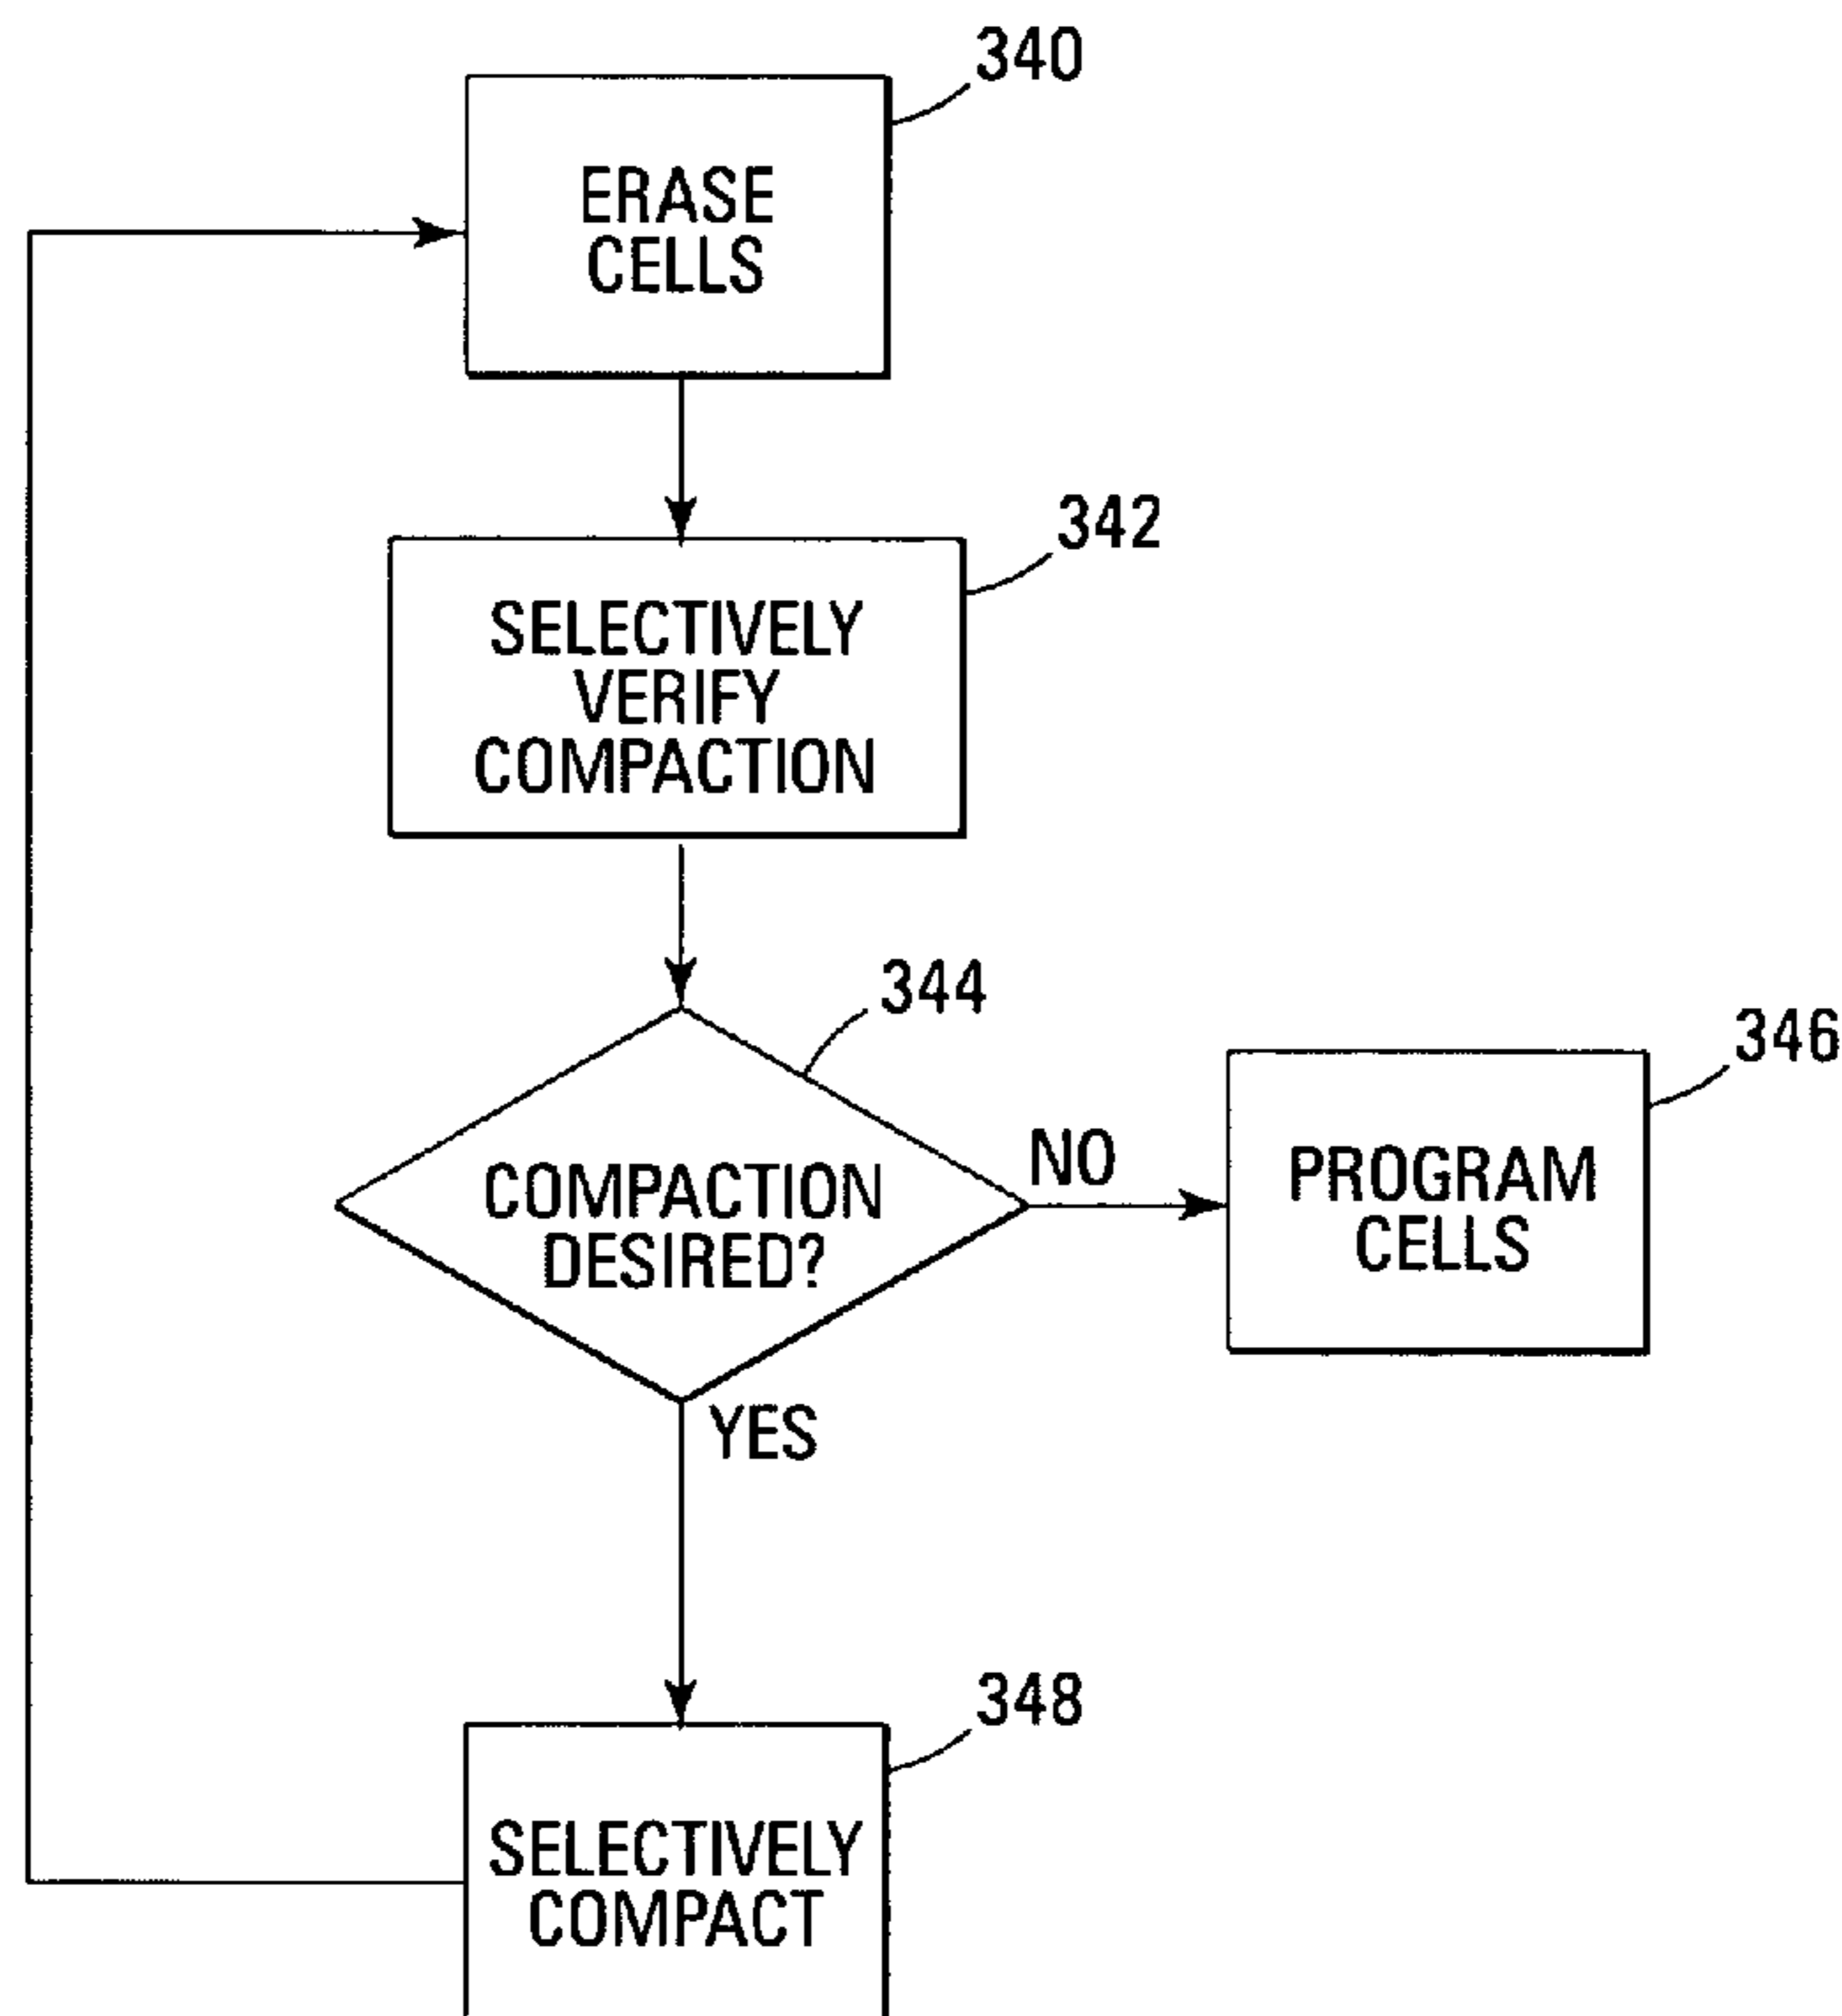 340
ERASE
CELLS
342
SELECTIVELY
VERIFY
COMPACTION
344
COMPACTION
DESIRED?
NO
346
PROGRAM
CELLS
YES
348
SELECTIVELY
COMPACT